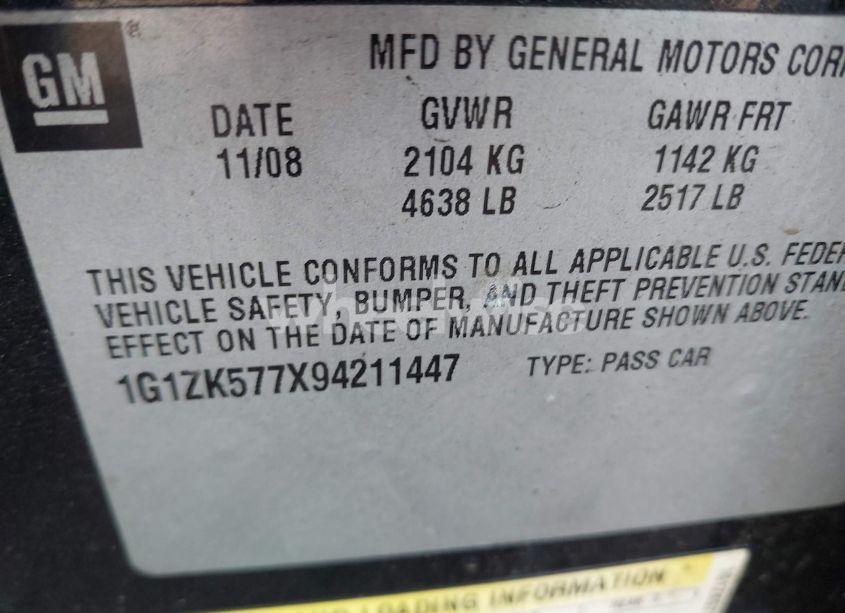 GM ®
MFD BY GENERAL MOTORS COR
DATE GVWR GAWR FRT
11/08 2104 KG 1142 KG
4638 LB 2517 LB
THIS VEHICLE CONFORMS TO ALL APPLICABLE U.S. FEDER
VEHICLE SAFETY, BUMPER, AND THEFT PREVENTION STAND
EFFECT ON THE DATE OF MANUFACTURE SHOWN ABOVE.
1G1ZK577X94211447 TYPE: PASS CAR
LOADING INFORMATION